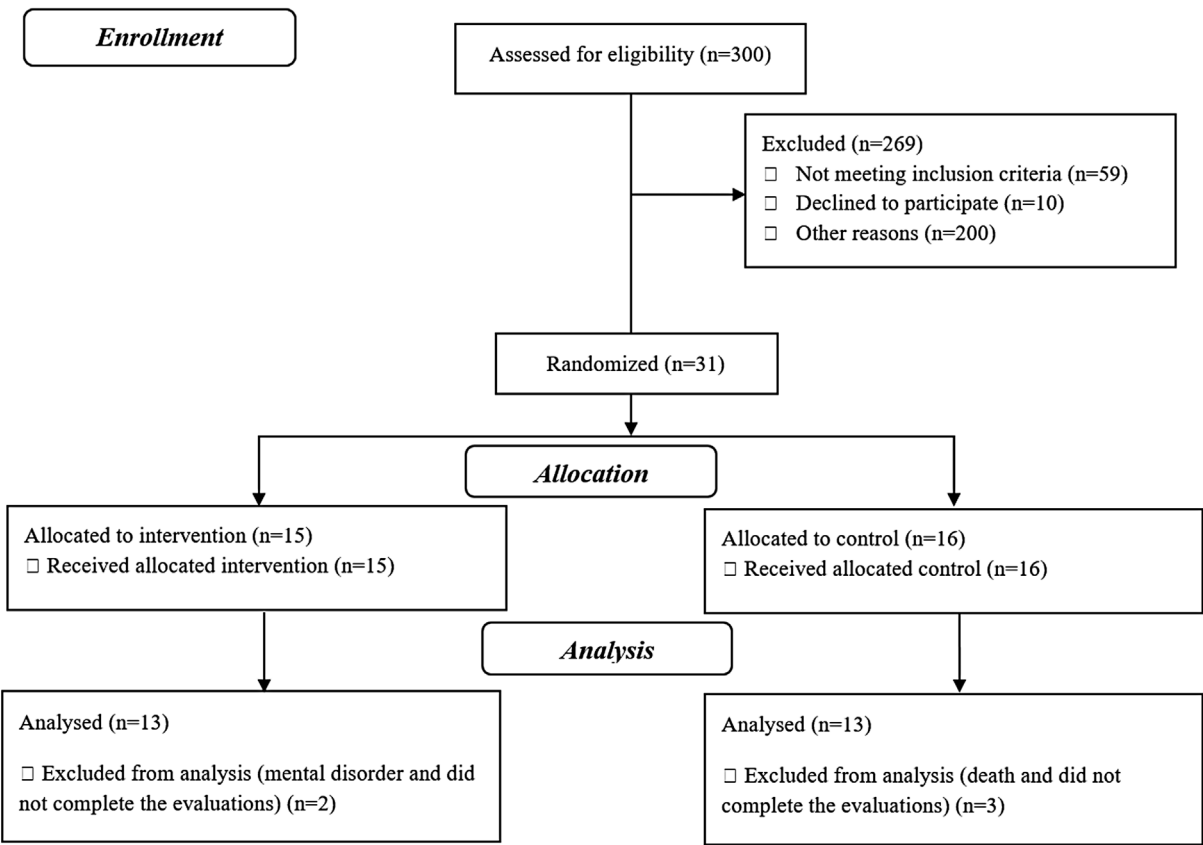 Enrollment
Assessed for eligibility (n=300)
Excluded (n=269)
□ Not meeting inclusion criteria (n=59)
□ Declined to participate (n=10)
□ Other reasons (n=200)
Randomized (n=31)
Allocation
Allocated to intervention (n=15)
□ Received allocated intervention (n=15)
Allocated to control (n=16)
□ Received allocated control (n=16)
Analysis
Analysed (n=13)
□ Excluded from analysis (mental disorder and did
not complete the evaluations) (n=2)
Analysed (n=13)
□ Excluded from analysis (death and did not
complete the evaluations) (n=3)